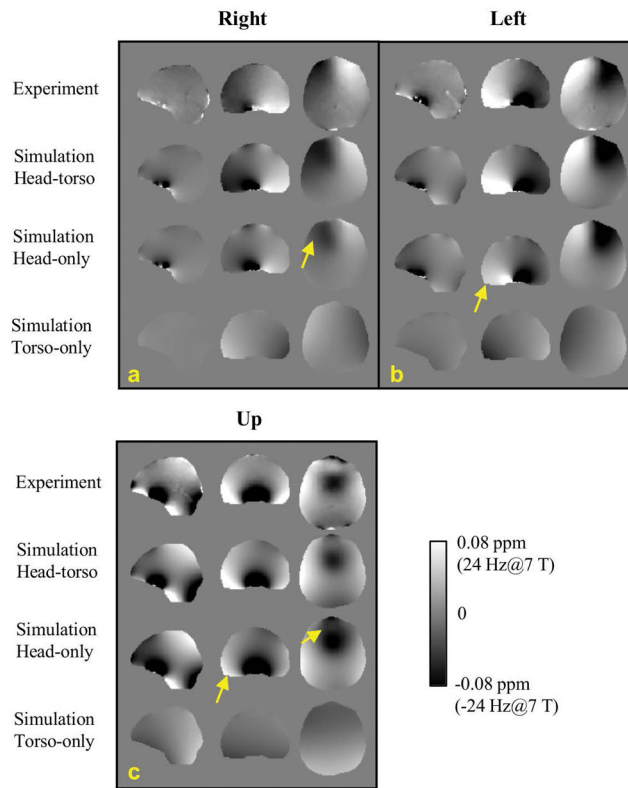 Right
Left
Experiment
Simulation
Head-torso
Simulation
Head-only
Simulation
Torso-only
a
b
Up
Experiment
Simulation
Head-torso
Simulation
Head-only
Simulation
Torso-only
c
0.08 ppm
(24 Hz@7 T)
0
-0.08 ppm
(-24 Hz@7 T)